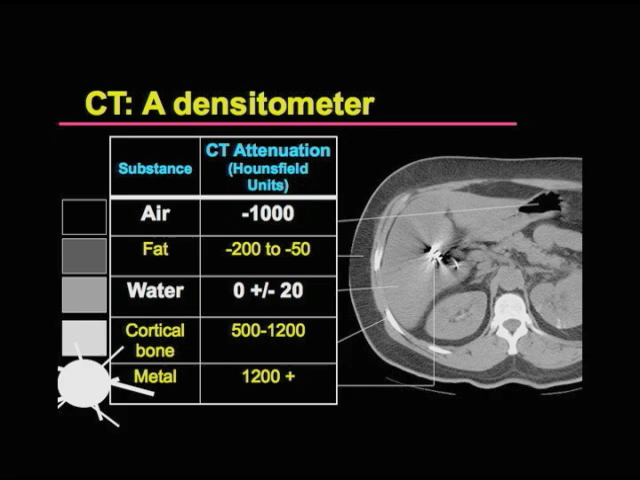 CT: A densitometer
Substance
CT Attenuation
(Hounsfield
Units)
Air
-1000
Fat
-200 to -50
Water
0 +/- 20
Cortical
bone
500-1200
Metal
1200 +